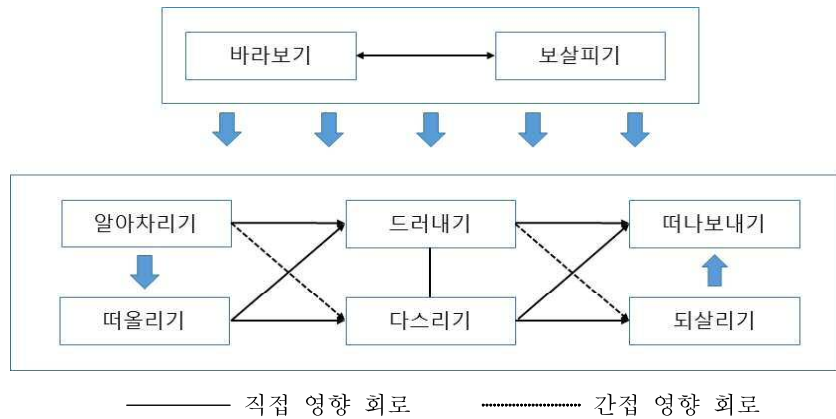 바라보기 보살피기
알아차리기 드러내기 떠나보내기
떠올리기 다스리기 되살리기
직접 영향 회로 간접 영향 회로